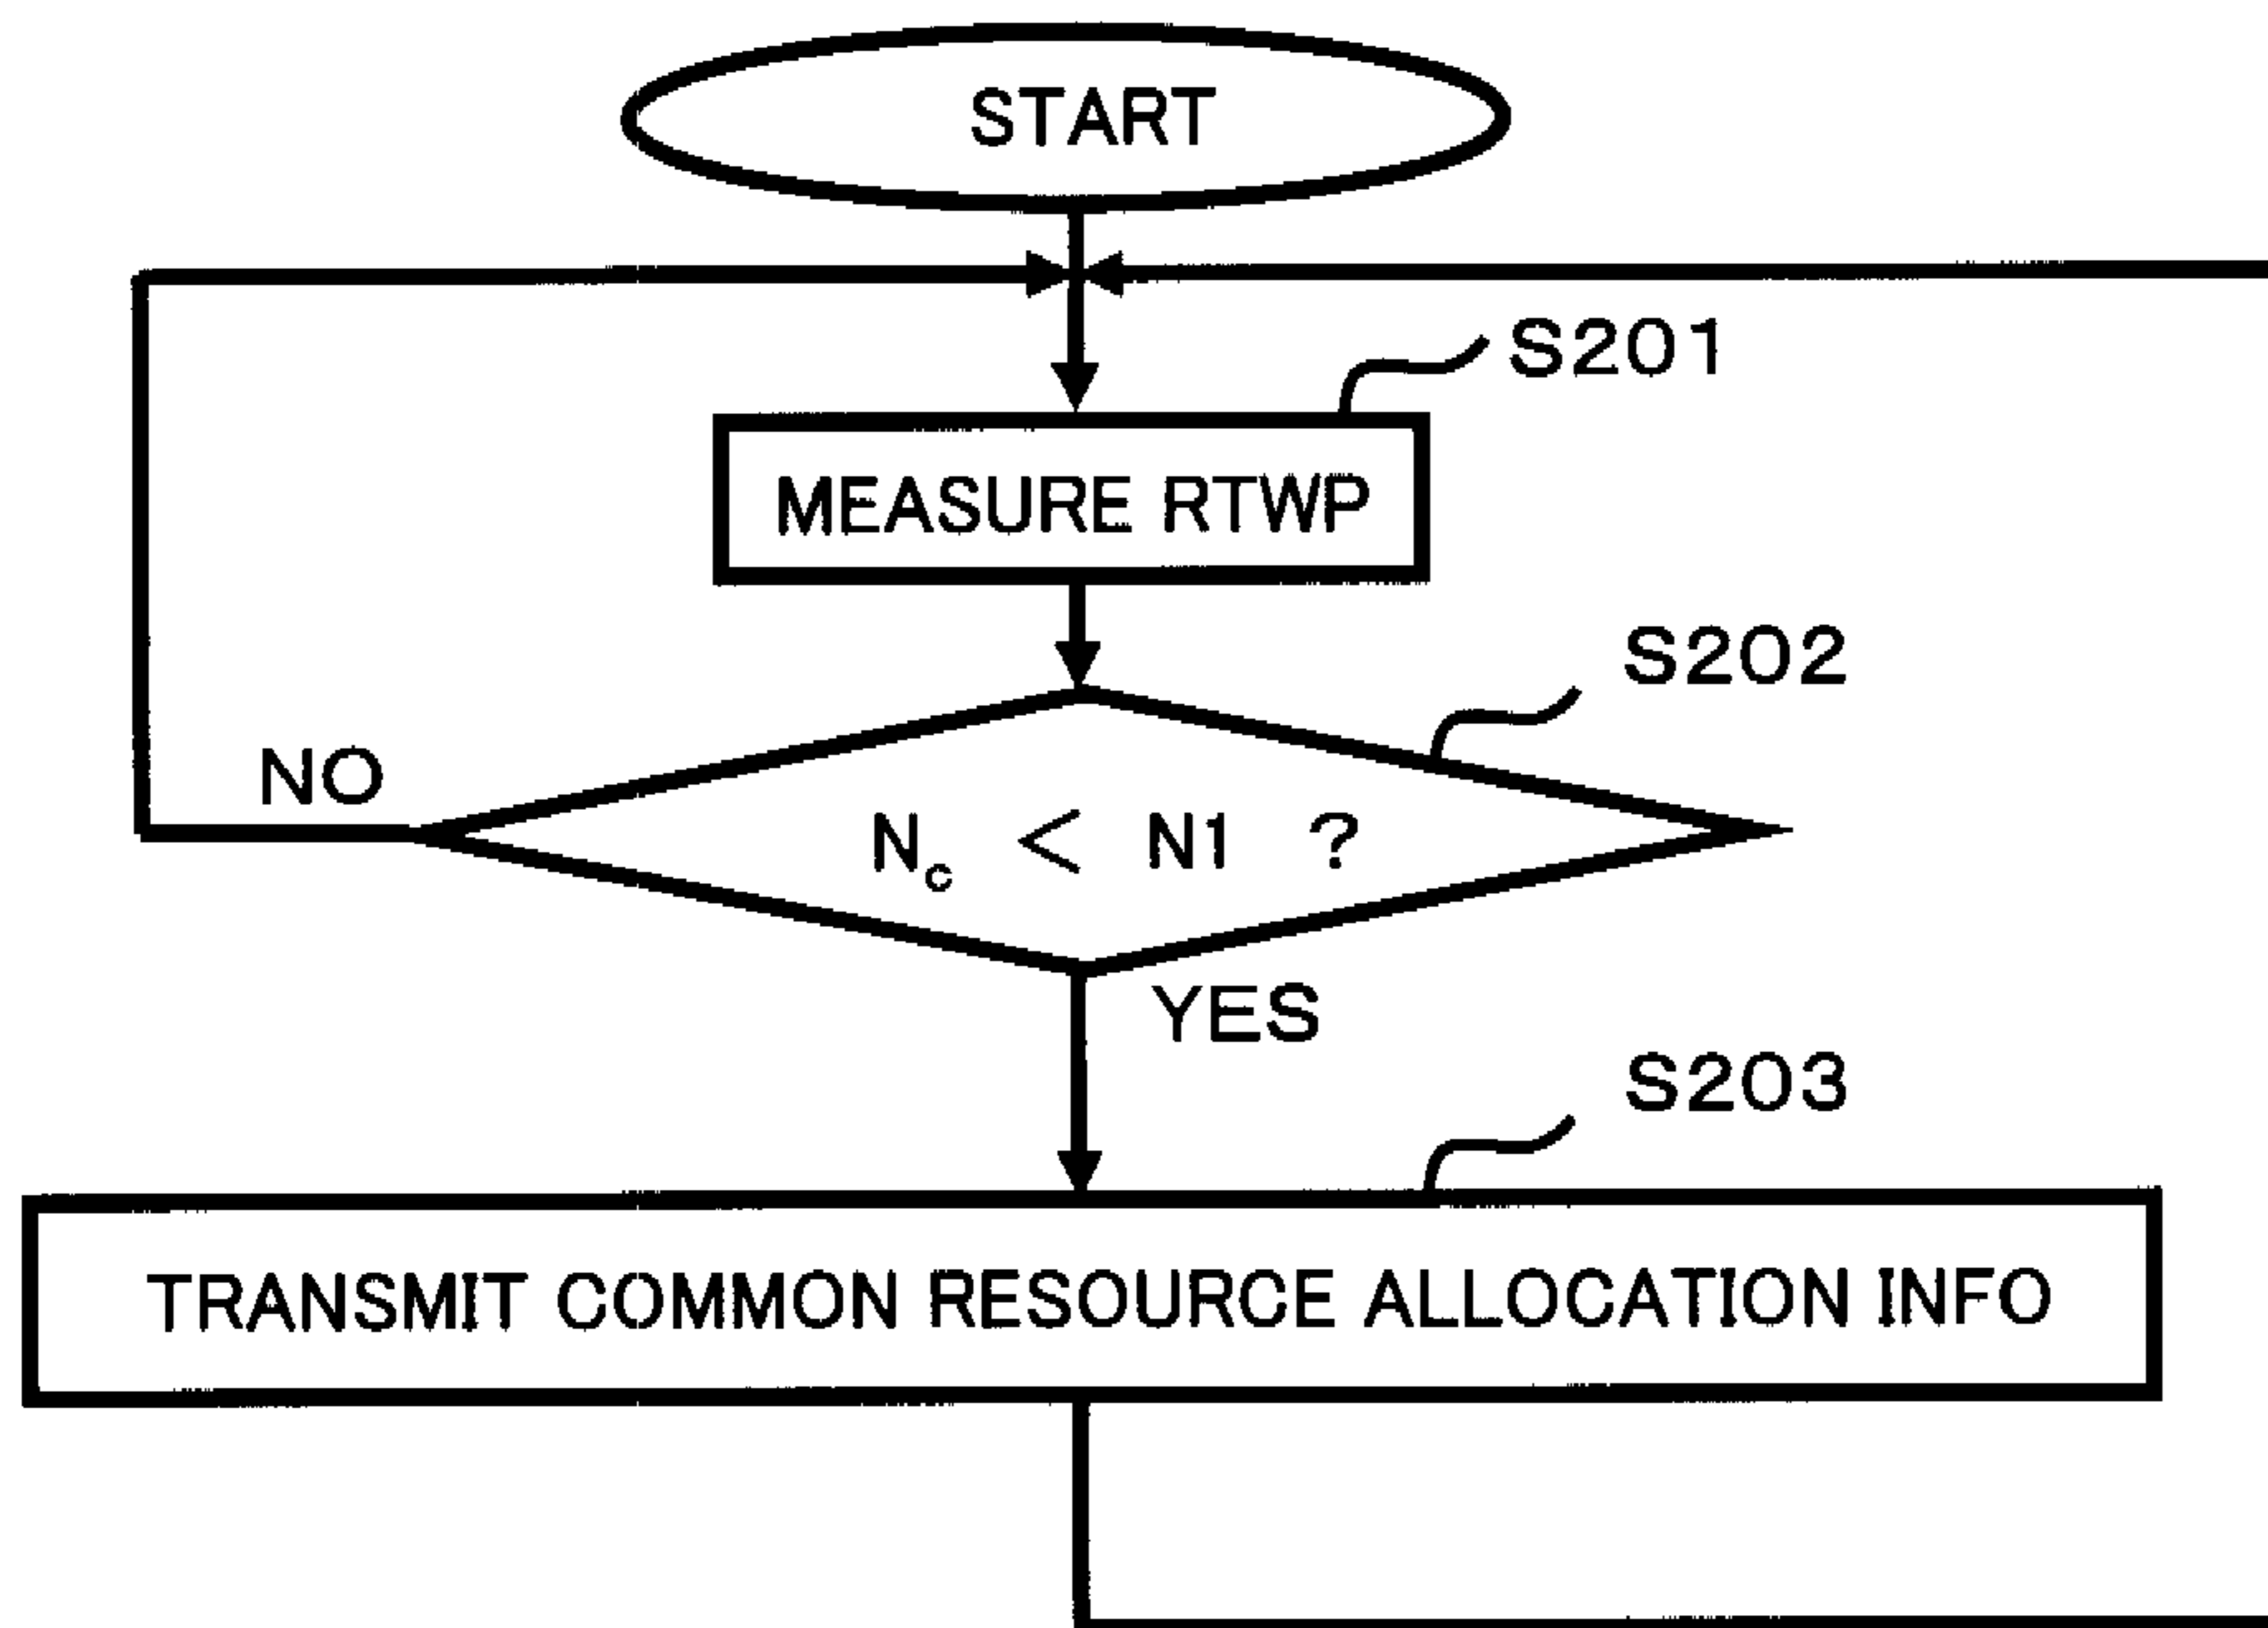 START
S201
MEASURE RTWP
S202
NO
Nc < N1 ?
YES
S203
TRANSMIT COMMON RESOURCE ALLOCATION INFO